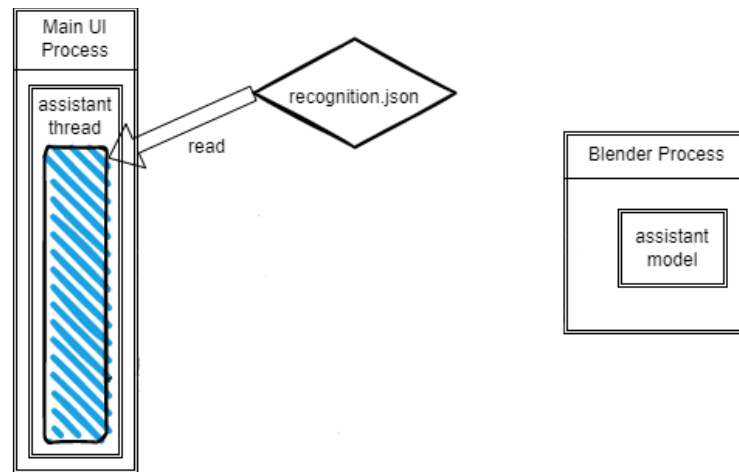 Main UI
Process
assistant
thread
read
recognition.json
Blender Process
assistant
model